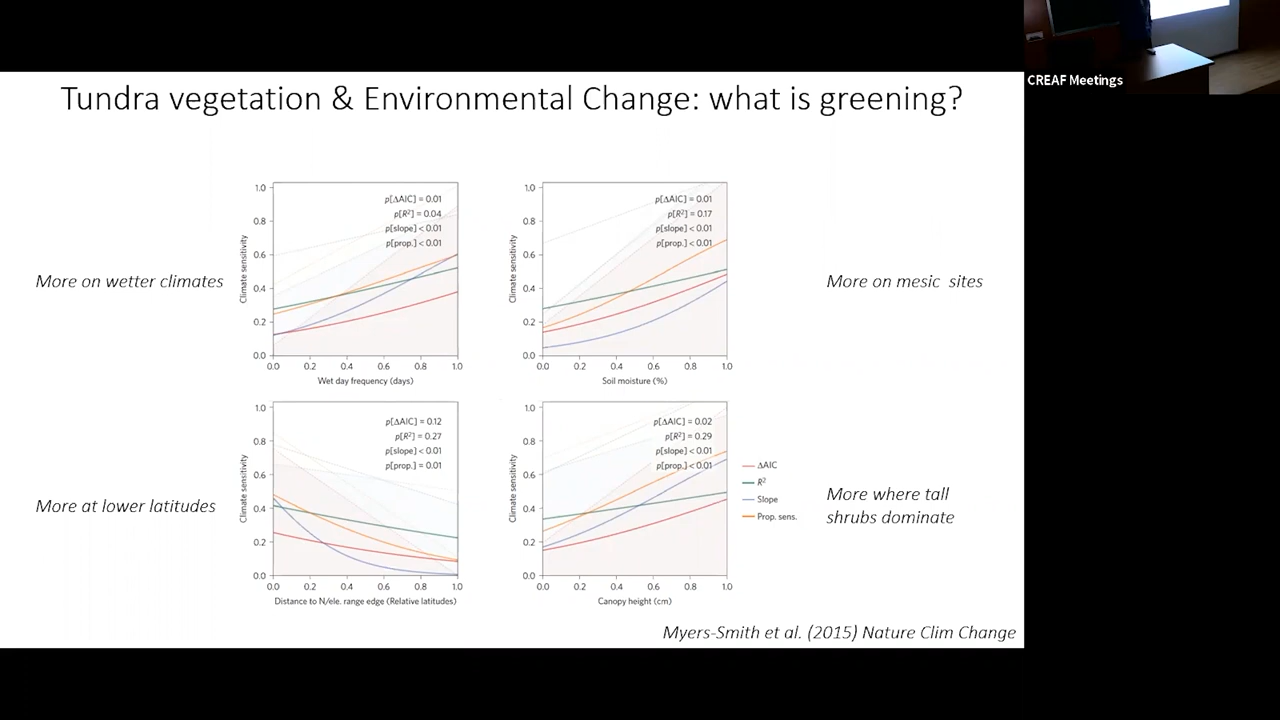 CREAF Meetings
Tundra vegetation & Environmental Change: what is greening?
More on wetter climates
Climate sensitivity
1.0
0.8
0.6
0.4
0.2
0.0
p[ΔAIC] = 0.01
p[R²] = 0.04
p[slope] < 0.01
p[prop.] < 0.01
0.0 0.2 0.4 0.6 0.8 1.0
Wet day frequency (days)
Climate sensitivity
1.0
0.8
0.6
0.4
0.2
0.0
p[ΔAIC] = 0.01
p[R²] = 0.17
p[slope] < 0.01
p[prop.] < 0.01
0.0 0.2 0.4 0.6 0.8 1.0
Soil moisture (%)
More on mesic sites
More at lower latitudes
Climate sensitivity
1.0
0.8
0.6
0.4
0.2
0.0
p[ΔAIC] = 0.12
p[R²] = 0.27
p[slope] < 0.01
p[prop.] = 0.01
0.0 0.2 0.4 0.6 0.8 1.0
Distance to N/ele. range edge (Relative latitudes)
Climate sensitivity
1.0
0.8
0.6
0.4
0.2
0.0
p[ΔAIC] = 0.02
p[R²] = 0.29
p[slope] < 0.01
p[prop.] < 0.01
0.0 0.2 0.4 0.6 0.8 1.0
Canopy height (cm)
ΔAIC
R²
Slope
Prop. sens.
More where tall
shrubs dominate
Myers-Smith et al. (2015) Nature Clim Change